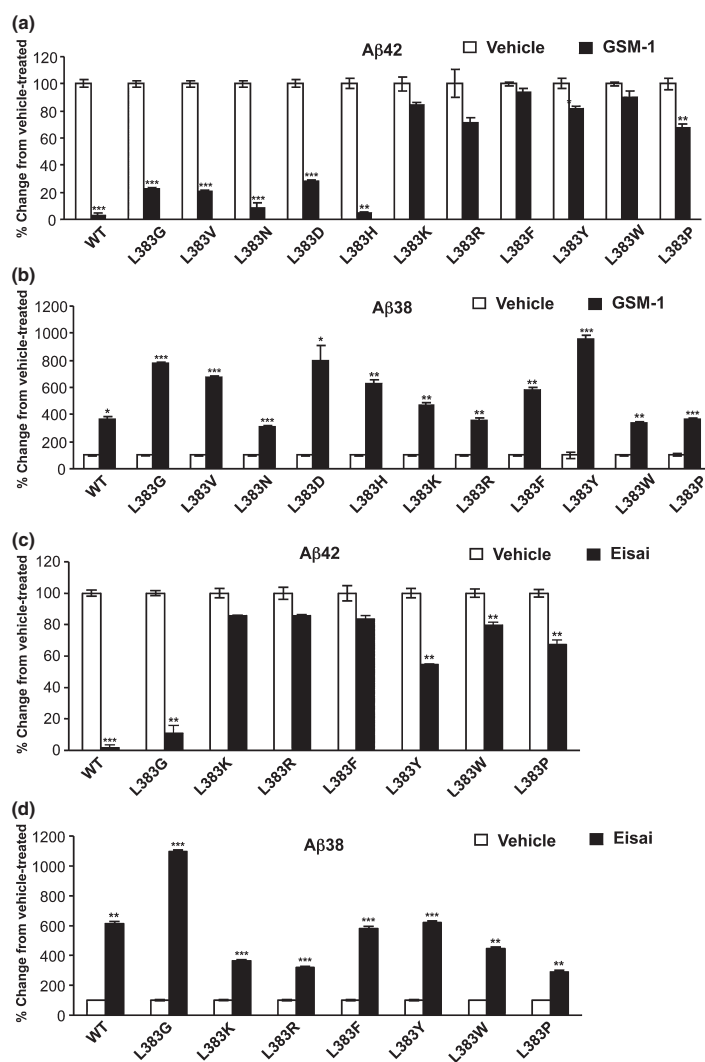 (a)
Aβ42
Vehicle
GSM-1
% Change from vehicle-treated
120
100
80
60
40
20
0
***
***
***
***
***
**
*
**
WT
L383G
L383V
L383N
L383D
L383H
L383K
L383R
L383F
L383Y
L383W
L383P
(b)
Aβ38
Vehicle
GSM-1
% Change from vehicle-treated
1200
1000
800
600
400
200
0
*
***
***
***
*
**
**
**
**
***
**
***
WT
L383G
L383V
L383N
L383D
L383H
L383K
L383R
L383F
L383Y
L383W
L383P
(c)
Aβ42
Vehicle
Eisai
% Change from vehicle-treated
120
100
80
60
40
20
0
***
**
**
**
**
WT
L383G
L383K
L383R
L383F
L383Y
L383W
L383P
(d)
Aβ38
Vehicle
Eisai
% Change from vehicle-treated
1200
1000
800
600
400
200
0
**
***
***
***
***
***
**
**
WT
L383G
L383K
L383R
L383F
L383Y
L383W
L383P